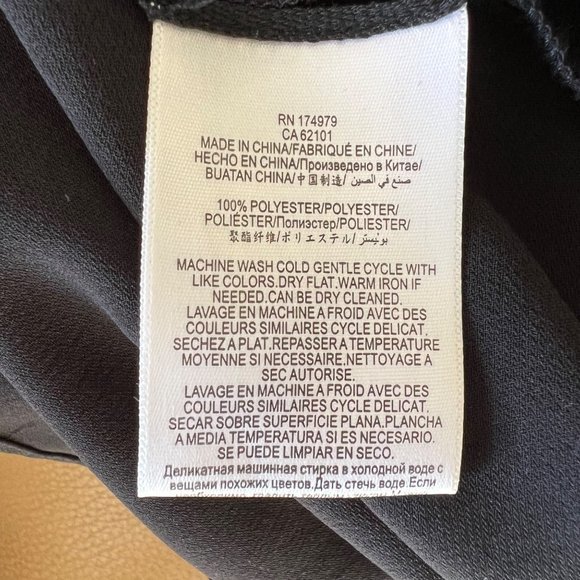 RN 174979
CA 62101
MADE IN CHINA/FABRIQUÉ EN CHINE/
HECHO EN CHINA/Произведено в Китае/
BUATAN CHINA/中国制造/ صنع في الصين/
100% POLYESTER/POLYESTER/
POLIÉSTER/Полиэстер/POLIESTER/
聚酯纤维/ポリエステル/بوليستر
MACHINE WASH COLD GENTLE CYCLE WITH
LIKE COLORS.DRY FLAT.WARM IRON IF
NEEDED.CAN BE DRY CLEANED.
LAVAGE EN MACHINE A FROID AVEC DES
COULEURS SIMILAIRES CYCLE DELICAT.
SECHEZ A PLAT.REPASSER A TEMPERATURE
MOYENNE SI NECESSAIRE.NETTOYAGE A
SEC AUTORISE.
LAVAGE EN MACHINE A FROID AVEC DES
COULEURS SIMILAIRES CYCLE DELICAT.
SECAR SOBRE SUPERFICIE PLANA.PLANCHA
A MEDIA TEMPERATURA SI ES NECESARIO.
SE PUEDE LIMPIAR EN SECO.
Деликатная машинная стирка в холодной воде с
вещами похожих цветов.Дать стечь воде.Если